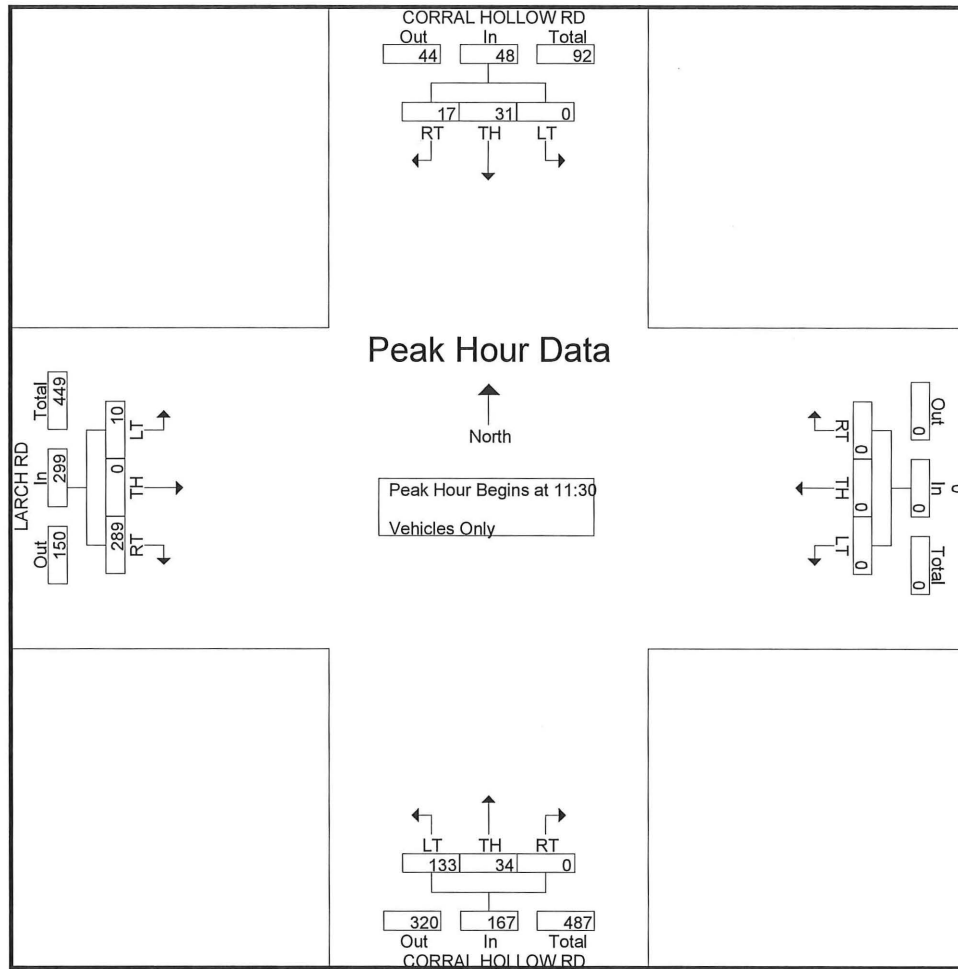 CORRAL HOLLOW RD
Out In Total
44 48 92
17 31 0
RT TH LT
Peak Hour Data
North
Peak Hour Begins at 11:30
Vehicles Only
LARCH RD
Total In Out
449 299 150
10 0 289
LT TH RT
RT TH LT
0 0 0
Out In Total
0 0 0
LT TH RT
133 34 0
320 167 487
Out In Total
CORRAL HOLLOW RD